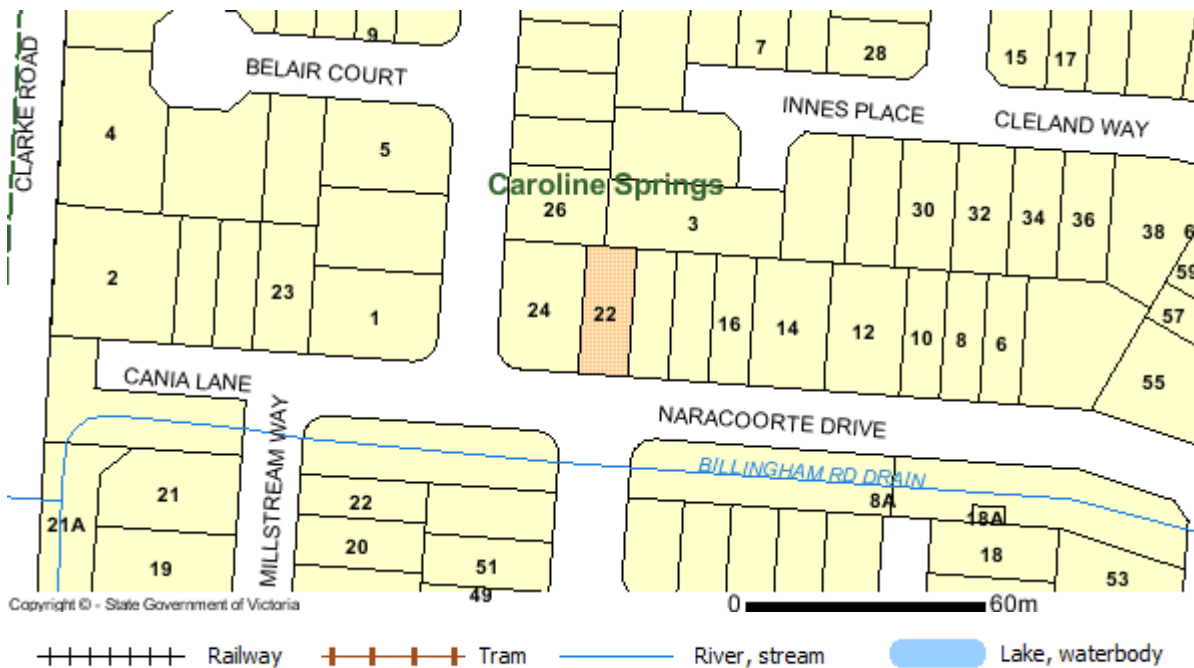 9
7
28
15
17
CLARKE ROAD
BELAIR COURT
INNES PLACE
CLELAND WAY
4
5
Caroline Springs
26
3
30
32
34
36
38
6
59
2
23
1
24
22
16
14
12
10
8
6
57
55
CANIA LANE
MILLSTREAM WAY
NARACOORTE DRIVE
BILLINGHAM RD DRAIN
21
22
8A
18A
21A
20
19
51
18
53
49
Copyright © - State Government of Victoria
0 60m
Railway Tram River, stream Lake, waterbody